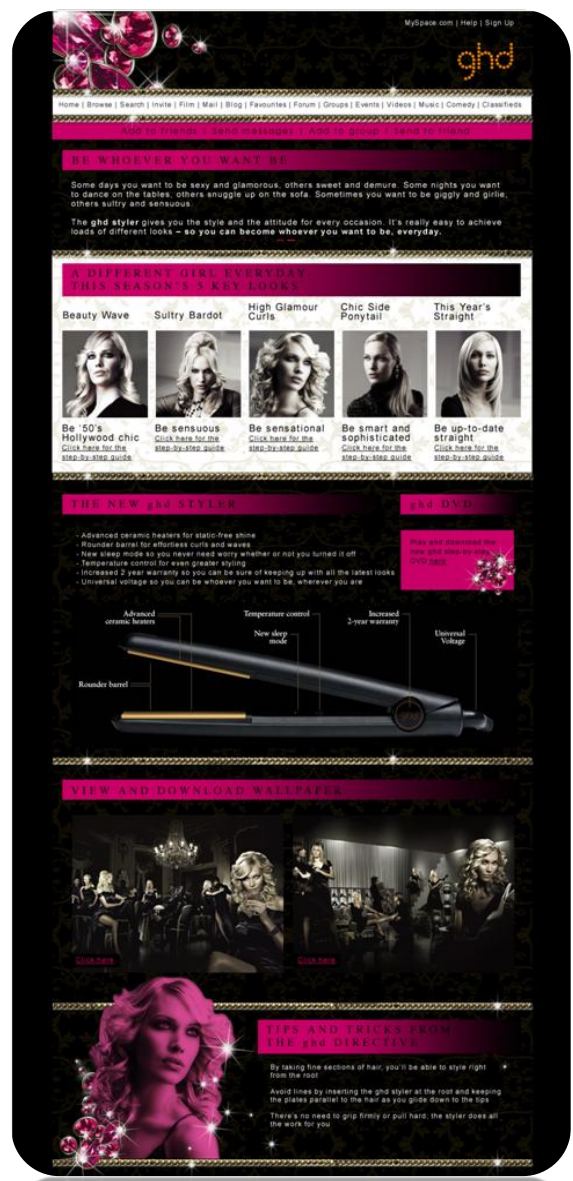 MySpace.com | Help | Sign Up
ghd
Home | Browse | Search | Invite | Film | Mail | Blog | Favourites | Forum | Groups | Events | Videos | Music | Comedy | Classifieds
Add to friends | Send messages | Add to group | Send to friend
BE WHOEVER YOU WANT BE
Some days you want to be sexy and glamorous, others sweet and demure. Some nights you want
to dance on the tables, others snuggle up on the sofa. Sometimes you want to be giggly and girlie,
others sultry and sensuous.
The ghd styler gives you the style and the attitude for every occasion. It's really easy to achieve
loads of different looks – so you can become whoever you want to be, everyday.
A DIFFERENT GIRL EVERYDAY
THIS SEASON'S 5 KEY LOOKS
Beauty Wave
Sultry Bardot
High Glamour
Curls
Chic Side
Ponytail
This Year's
Straight
Be '50's
Hollywood chic
Click here for the
step-by-step guide
Be sensuous
Click here for the
step-by-step guide
Be sensational
Click here for the
step-by-step guide
Be smart and
sophisticated
Click here for the
step-by-step guide
Be up-to-date
straight
Click here for the
step-by-step guide
THE NEW ghd STYLER
- Advanced ceramic heaters for static-free shine
- Rounder barrel for effortless curls and waves
- New sleep mode so you never need worry whether or not you turned it off
- Temperature control for even greater styling
- Increased 2 year warranty so you can be sure of keeping up with all the latest looks
- Universal voltage so you can be whoever you want to be, wherever you are
ghd DVD
Play and download the
new ghd step-by-step
DVD here
Advanced
ceramic heaters
Temperature control
New sleep
mode
Increased
2-year warranty
Universal
Voltage
Rounder barrel
VIEW AND DOWNLOAD WALLPAPER
Click here
Click here
TIPS AND TRICKS FROM
THE ghd DIRECTIVE
By taking fine sections of hair, you'll be able to style right
from the root
Avoid lines by inserting the ghd styler at the root and keeping
the plates parallel to the hair as you glide down to the tips
There's no need to grip firmly or pull hard, the styler does all
the work for you